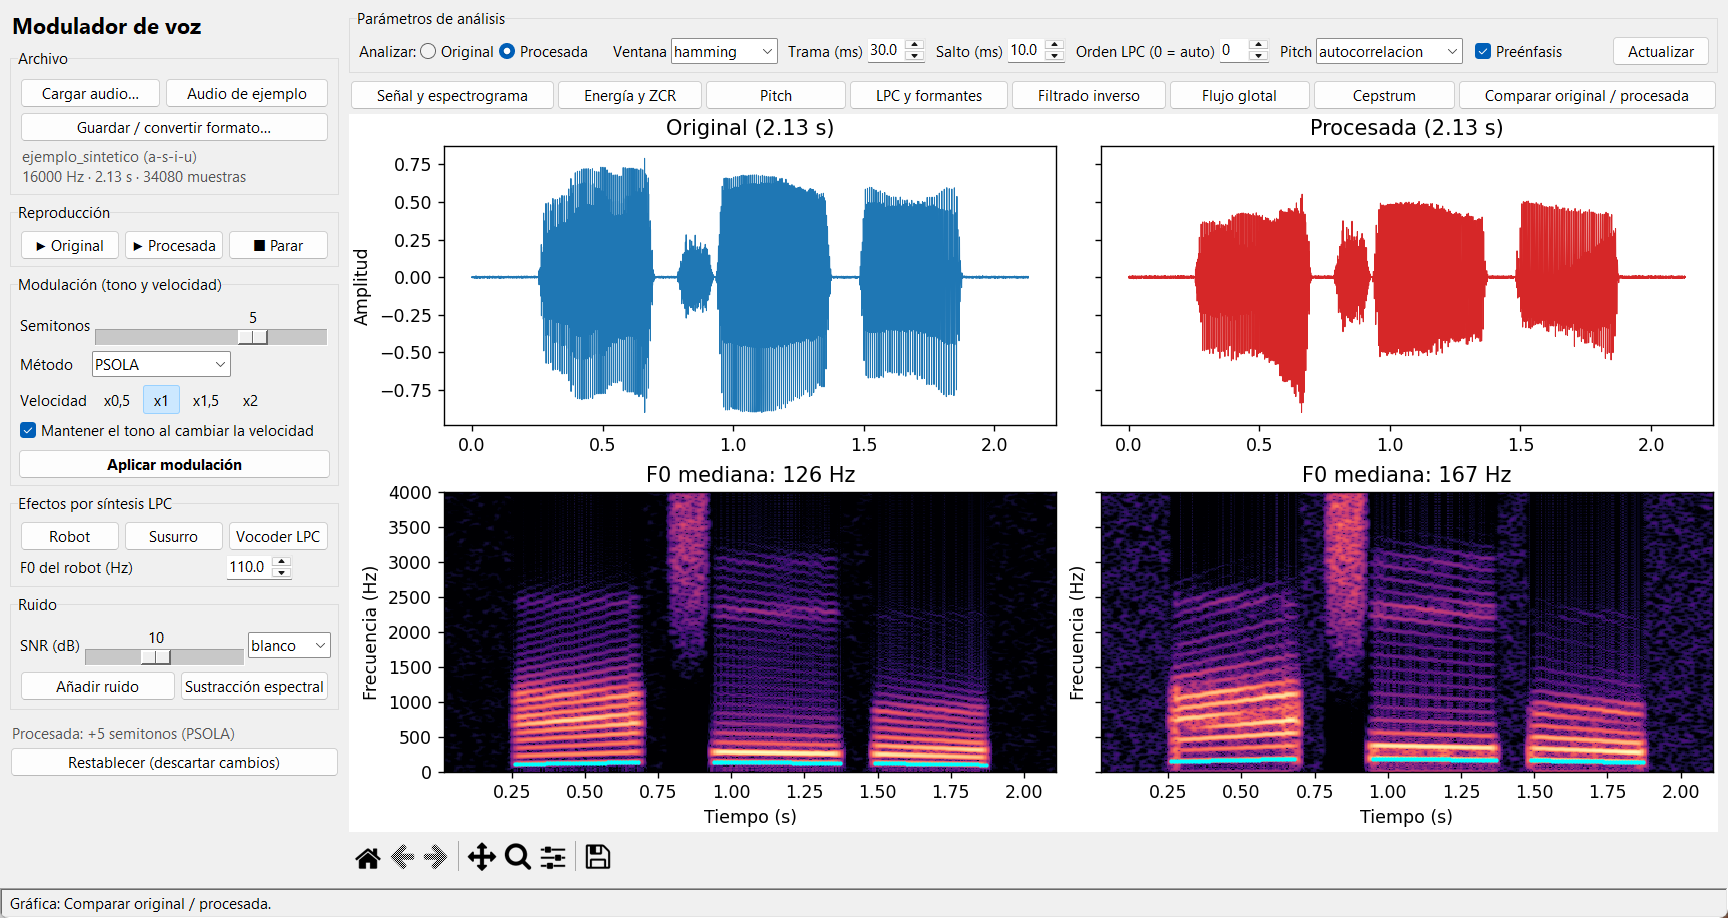 Modulador de voz
Archivo
Cargar audio...
Audio de ejemplo
Guardar / convertir formato...
ejemplo_sintetico (a-s-i-u)
16000 Hz · 2.13 s · 34080 muestras
Reproducción
► Original
► Procesada
■ Parar
Modulación (tono y velocidad)
5
Semitonos
Método PSOLA
Velocidad x0,5 x1 x1,5 x2
Mantener el tono al cambiar la velocidad
Aplicar modulación
Efectos por síntesis LPC
Robot
Susurro
Vocoder LPC
F0 del robot (Hz) 110.0
Ruido
10
SNR (dB) blanco
Añadir ruido
Sustracción espectral
Procesada: +5 semitonos (PSOLA)
Restablecer (descartar cambios)
Parámetros de análisis
Analizar: Original Procesada Ventana hamming Trama (ms) 30.0 Salto (ms) 10.0 Orden LPC (0 = auto) 0 Pitch autocorrelacion Preénfasis Actualizar
Señal y espectrograma
Energía y ZCR
Pitch
LPC y formantes
Filtrado inverso
Flujo glotal
Cepstrum
Comparar original / procesada
Original (2.13 s)
Amplitud
0.75
0.50
0.25
0.00
−0.25
−0.50
−0.75
0.0 0.5 1.0 1.5 2.0
Procesada (2.13 s)
0.0 0.5 1.0 1.5 2.0
F0 mediana: 126 Hz
Frecuencia (Hz)
4000
3500
3000
2500
2000
1500
1000
500
0
0.25 0.50 0.75 1.00 1.25 1.50 1.75 2.00
Tiempo (s)
F0 mediana: 167 Hz
Frecuencia (Hz)
0.25 0.50 0.75 1.00 1.25 1.50 1.75 2.00
Tiempo (s)
Gráfica: Comparar original / procesada.